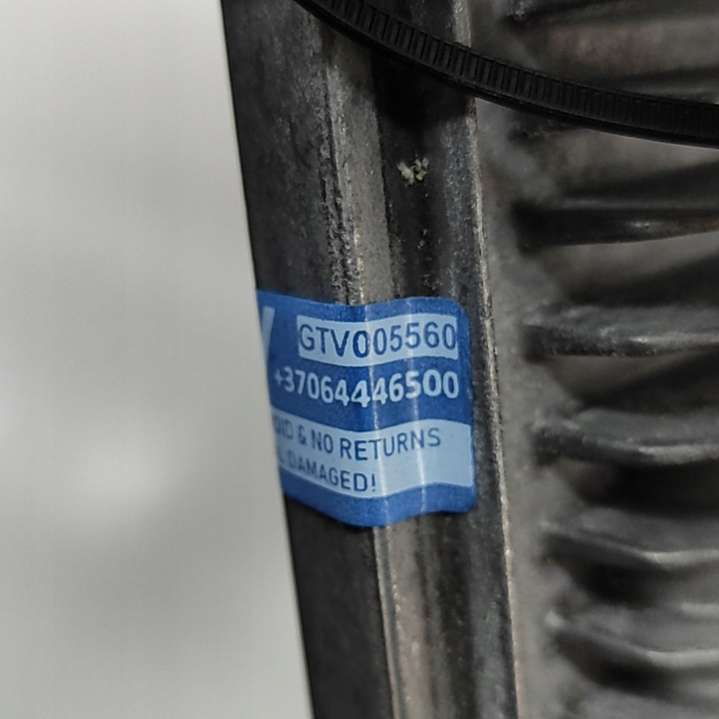 GTV005560
+37064446500
& NO RETURNS
DAMAGED!